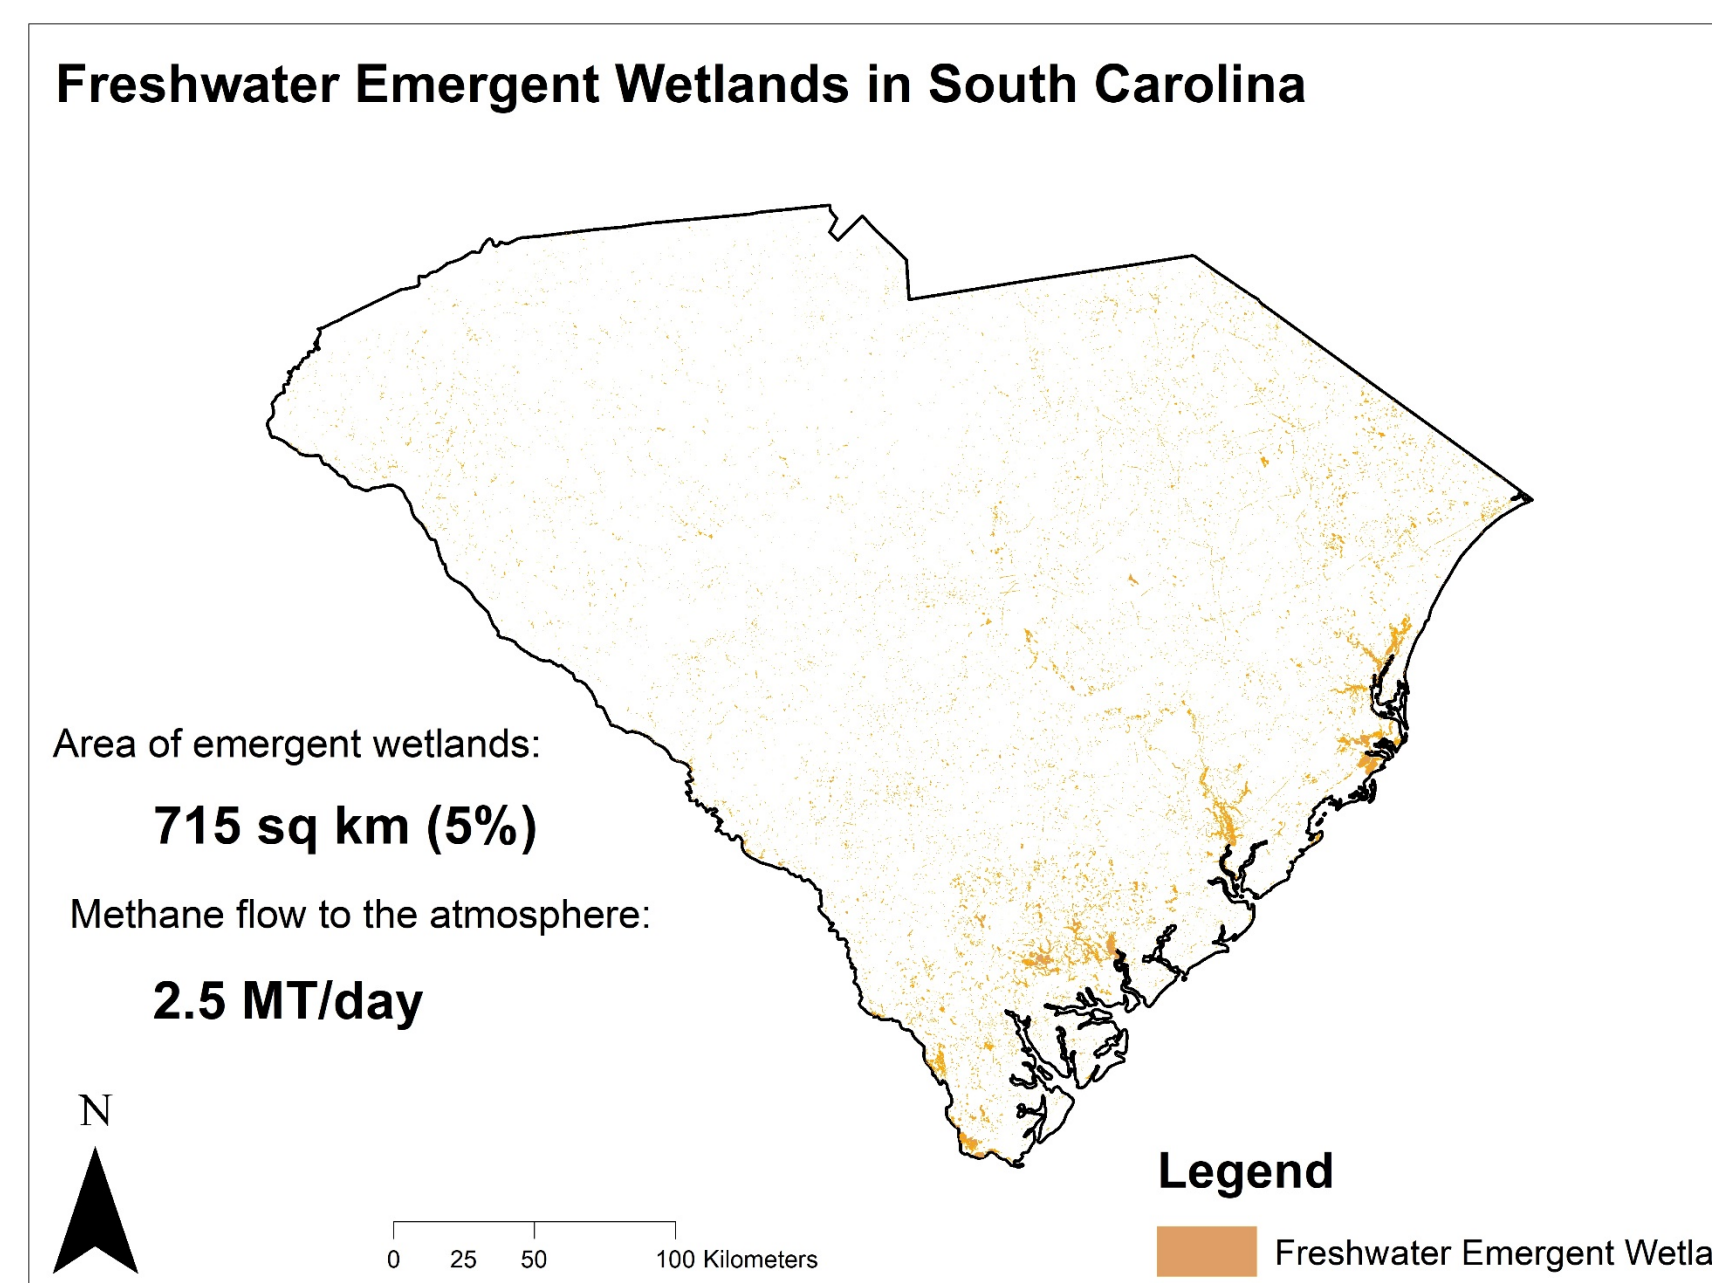 Freshwater Emergent Wetlands in South Carolina
Area of emergent wetlands:
715 sq km (5%)
Methane flow to the atmosphere:
2.5 MT/day
N
0 25 50 100 Kilometers
Legend
Freshwater Emergent Wetla